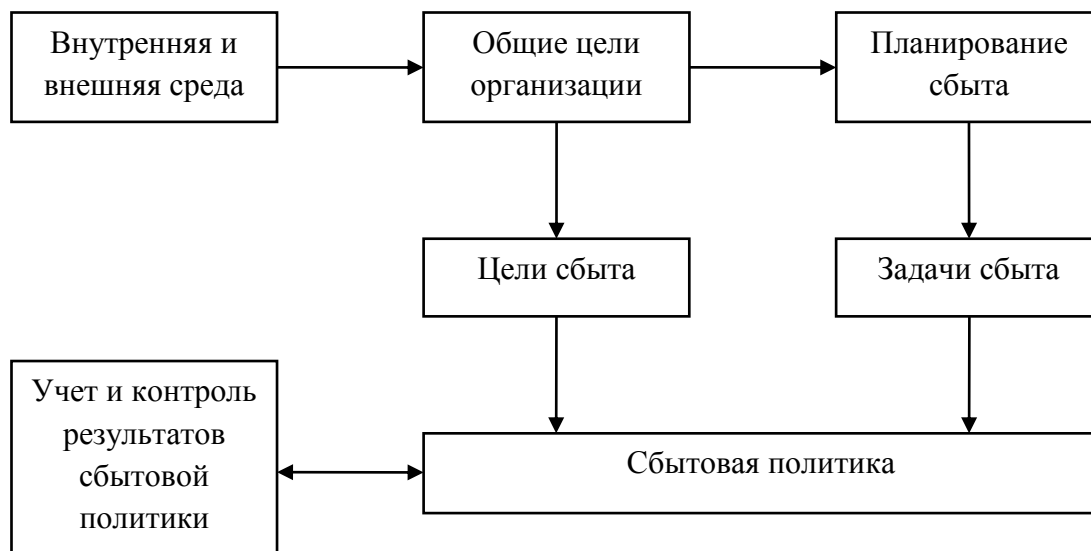 Внутренняя и
внешняя среда
Общие цели
организации
Планирование
сбыта
Цели сбыта
Задачи сбыта
Учет и контроль
результатов
сбытовой
политики
Сбытовая политика